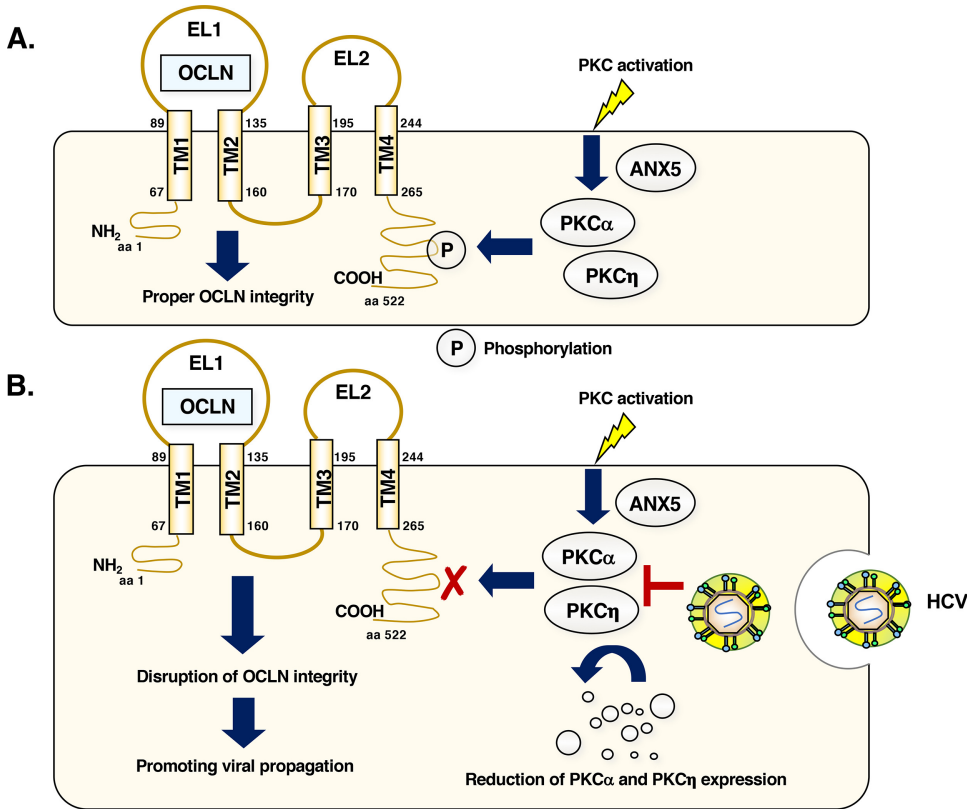 A.
EL1
OCLN
EL2
PKC activation
89
135
195
244
TM1
TM2
TM3
TM4
ANX5
67
160
170
265
PKCα
NH2
aa 1
P
PKCη
COOH
aa 522
Proper OCLN integrity
P Phosphorylation
B.
EL1
OCLN
EL2
PKC activation
89
135
195
244
TM1
TM2
TM3
TM4
ANX5
67
160
170
265
PKCα
NH2
aa 1
X
PKCη
HCV
COOH
aa 522
Disruption of OCLN integrity
Promoting viral propagation
Reduction of PKCα and PKCη expression